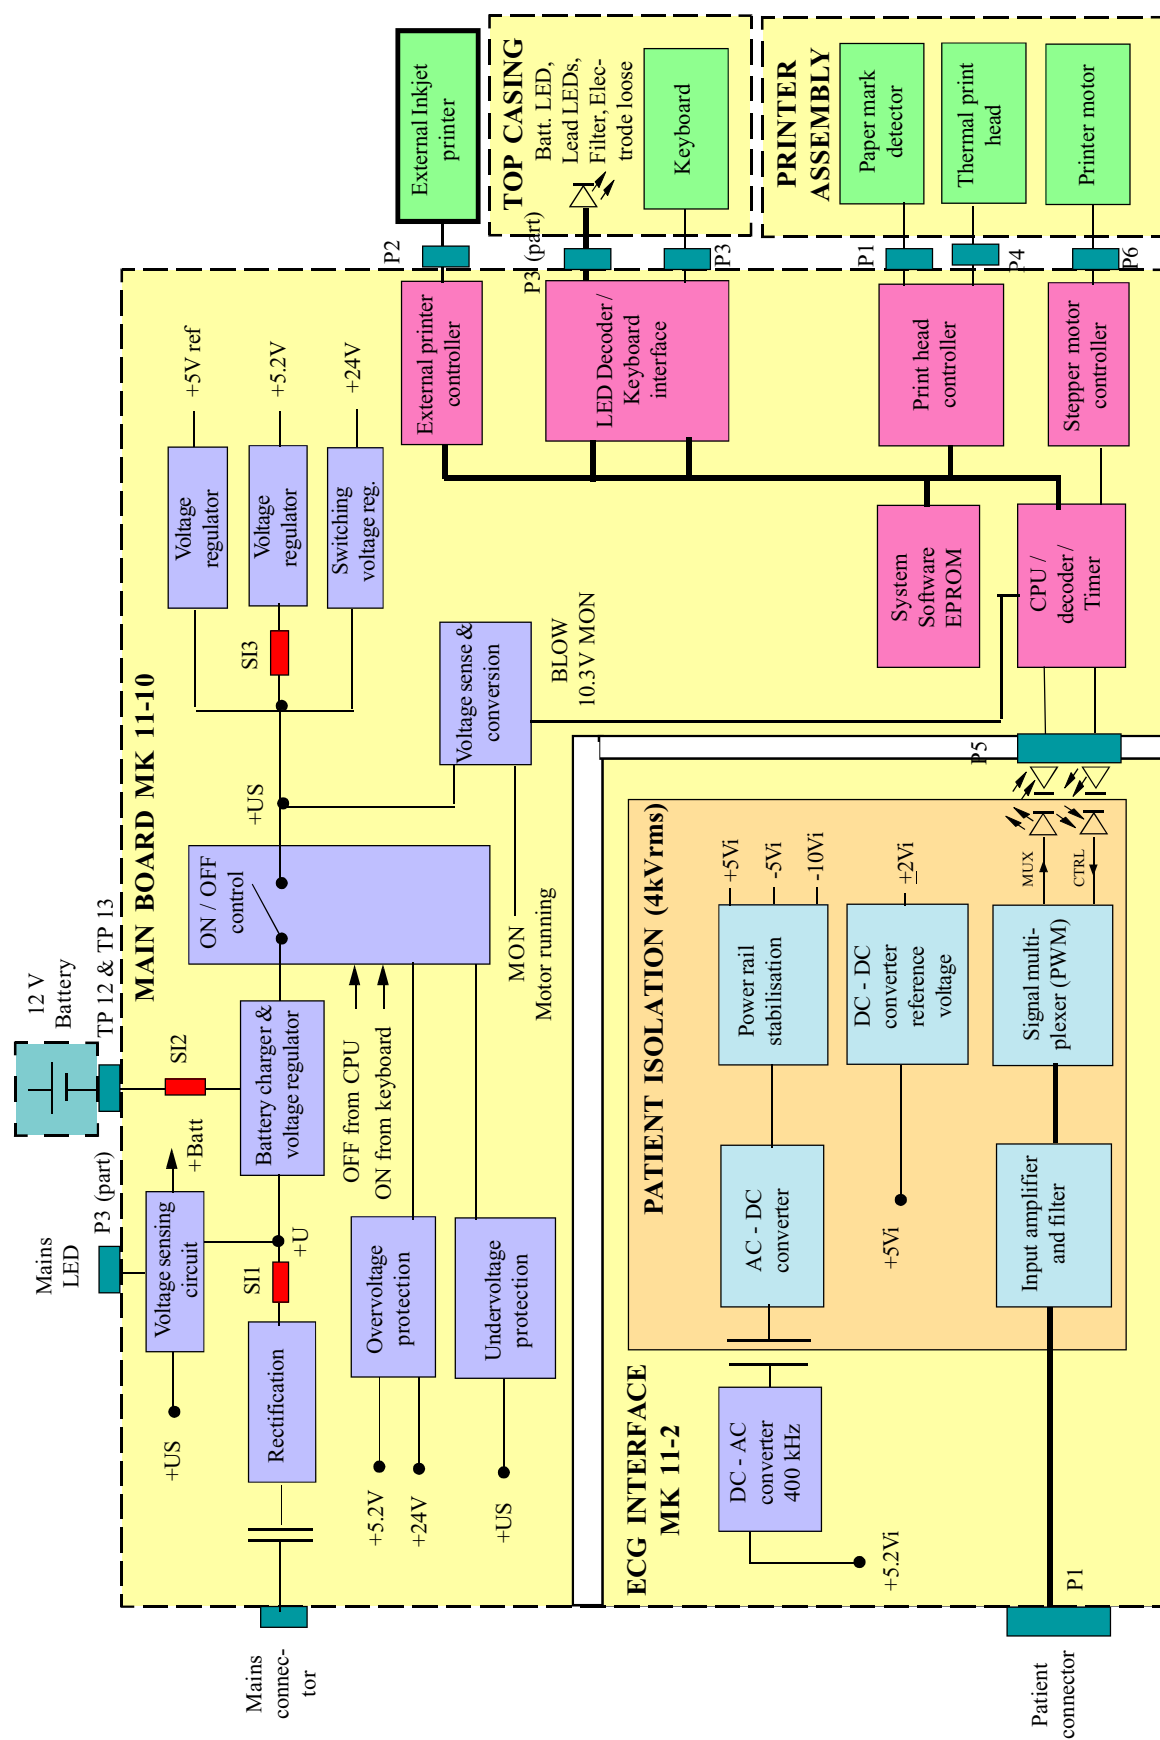 Mains
LED
P3 (part)
12 V
Battery
TP 12 & TP 13
MAIN BOARD MK 11-10
+US
Voltage sensing
circuit
+Batt
SI2
Mains
connec-
tor
Rectification
SI1
+U
Battery charger &
voltage regulator
ON / OFF
control
+US
SI3
Voltage
regulator
+5V ref
Voltage
regulator
+5.2V
Switching
voltage reg.
+24V
+5.2V
+24V
Overvoltage
protection
OFF from CPU
ON from keyboard
+US
Undervoltage
protection
MON
Motor running
Voltage sense &
conversion
BLOW
10.3V MON
External printer
controller
P2
External Inkjet
printer
LED Decoder /
Keyboard
interface
P3 (part)
P3
TOP CASING
Batt. LED,
Lead LEDs,
Filter, Elec-
trode loose
Keyboard
Print head
controller
P1
P4
Stepper motor
controller
P6
PRINTER
ASSEMBLY
Paper mark
detector
Thermal print
head
Printer motor
System
Software
EPROM
CPU /
decoder /
Timer
P5
ECG INTERFACE
MK 11-2
PATIENT ISOLATION (4kVrms)
+5.2Vi
DC - AC
converter
400 kHz
AC - DC
converter
Power rail
stabilisation
+5Vi
-5Vi
-10Vi
+5Vi
DC - DC
converter
reference
voltage
+2Vi
Patient
connector
P1
Input amplifier
and filter
Signal multi-
plexer (PWM)
MUX
CTRL